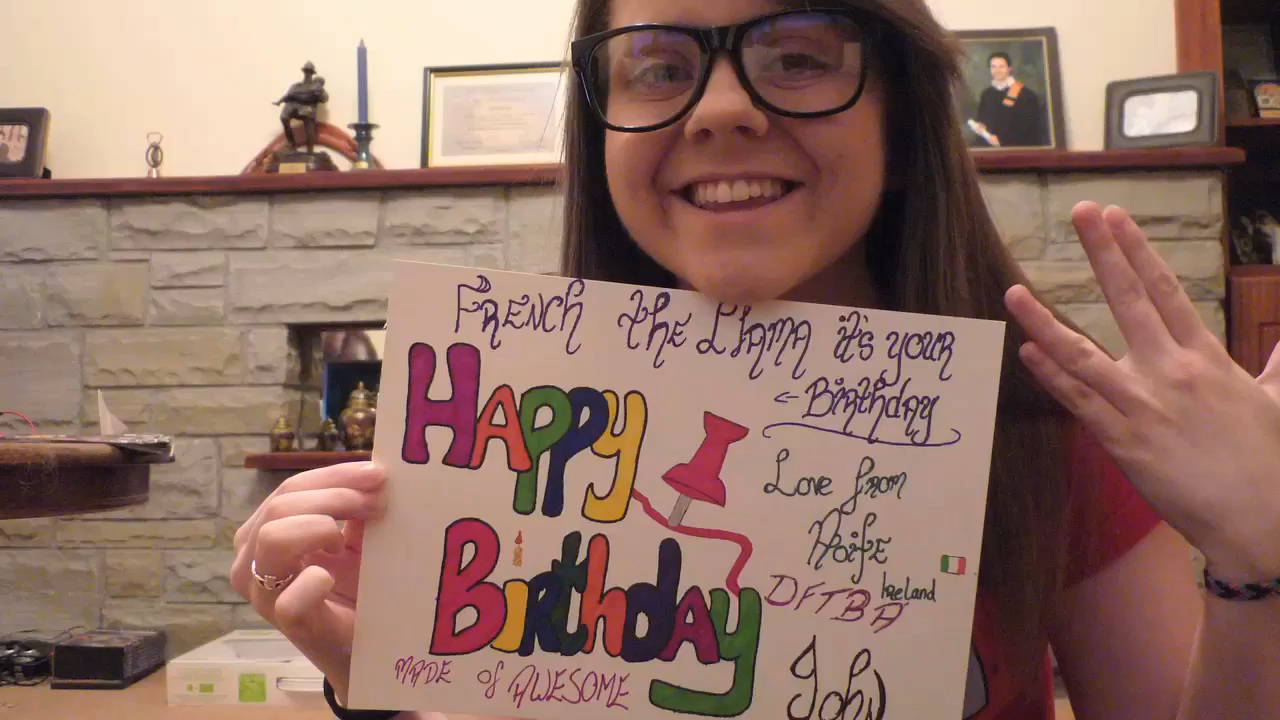 FRENCH THE LLAMA it's YOUR
← BIRTHDAY
HAPPY
BIRTHDAY
Love from
Aoife
Ireland
DFTBA
MADE of AWESOME
John